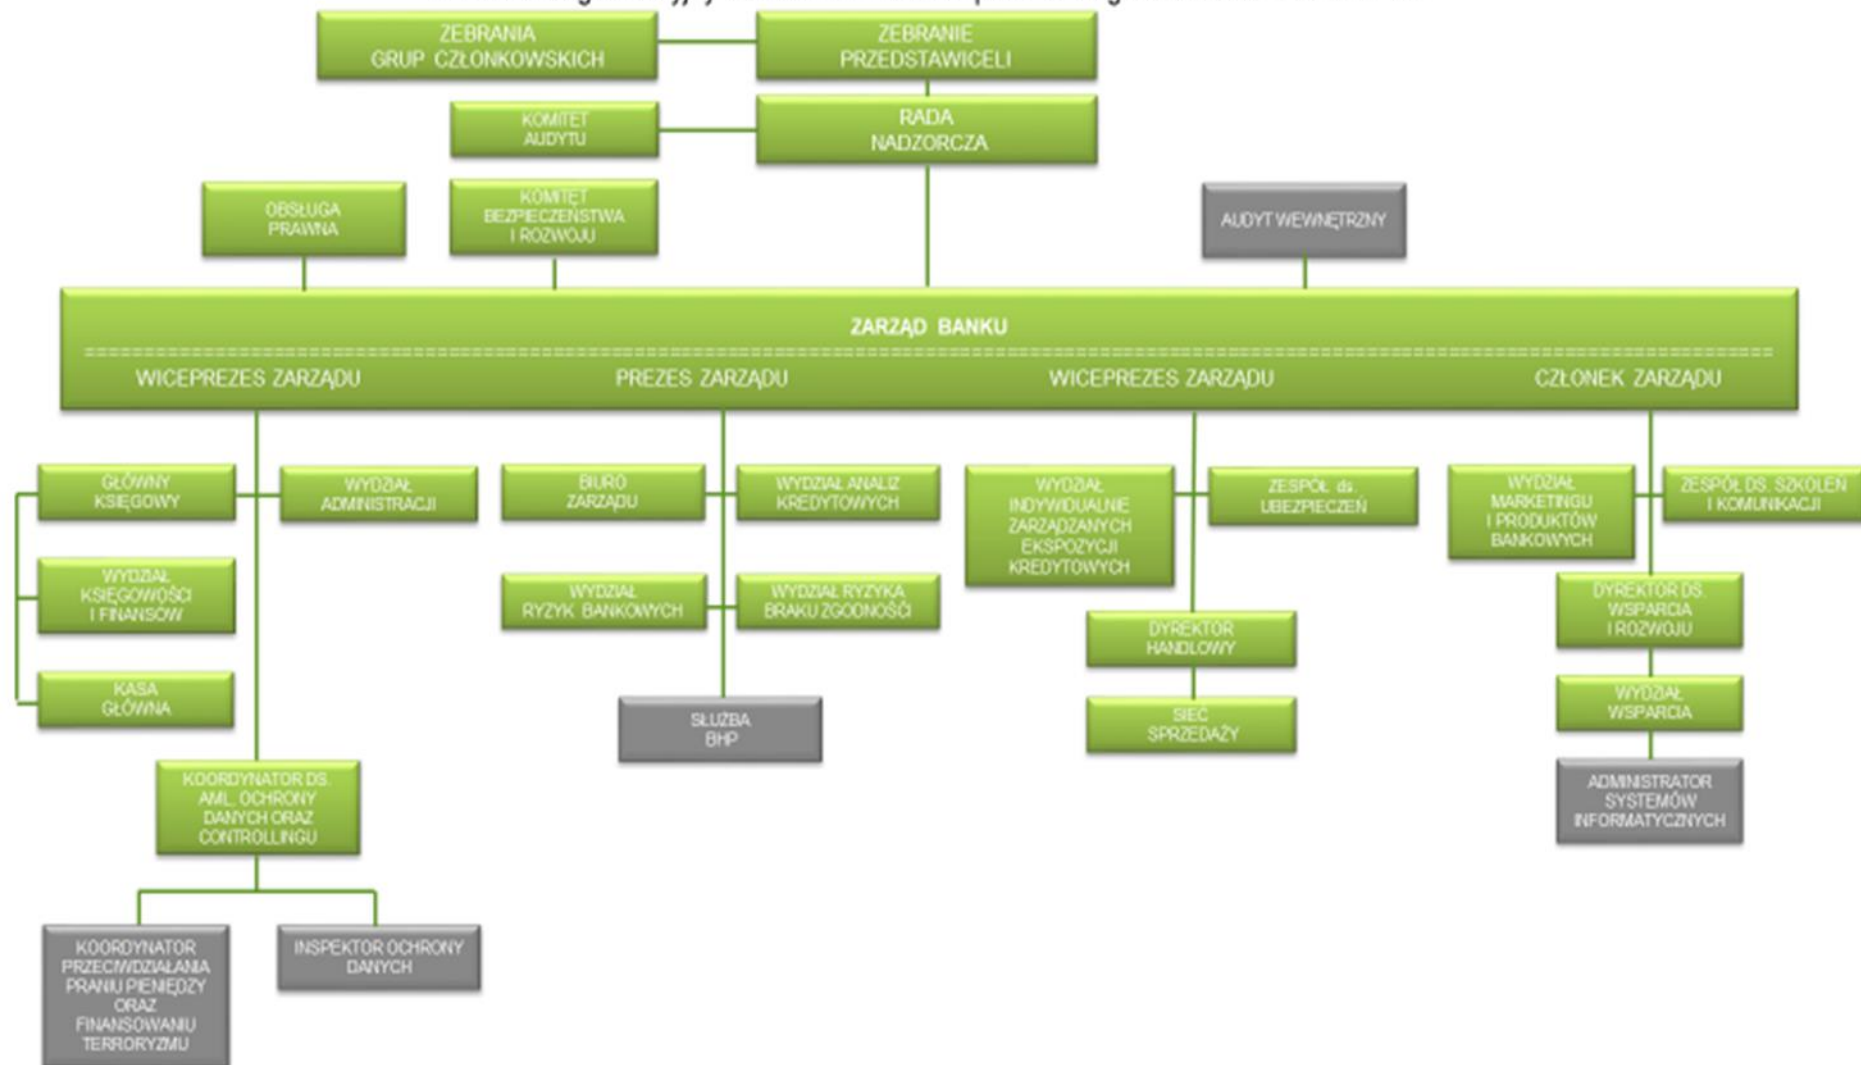 ZEBRANIA
GRUP CZŁONKOWSKICH
ZEBRANIE
PRZEDSTAWICELI
KOMITET
AUDYTU
RADA
NADZORCZA
OBSŁUGA
PRAWNA
KOMITET
BEZPIECZEŃSTWA
I ROZWOJU
AUDYT WEWNĘTRZNY
ZARZĄD BANKU
WICEPREZES ZARZĄDU
PREZES ZARZĄDU
WICEPREZES ZARZĄDU
CZŁONEK ZARZĄDU
GŁÓWNY
KSIĘGOWY
WYDZIAŁ
ADMINISTRACJI
BIURO
ZARZĄDU
WYDZIAŁ ANALIZ
KREDYTOWYCH
WYDZIAŁ
INDYWIDUALNIE
ZARZĄDZANYCH
EKSPOZYCJI
KREDYTOWYCH
ZESPÓŁ ds.
UBEZPIECZEŃ
WYDZIAŁ
MARKETINGU
I PRODUKTÓW
BANKOWYCH
ZESPÓŁ DS. SZKOLEŃ
I KOMUNIKACJI
WYDZIAŁ
KSIĘGOWOŚCI
I FINANSÓW
WYDZIAŁ
RYZYK BANKOWYCH
WYDZIAŁ RYZYKA
BRAKU ZGODNOŚĆI
DYREKTOR
HANDLOWY
DYREKTOR DS.
WSPARCIA
I ROZWOJU
KASA
GŁÓWNA
SŁUŻBA
BHP
SIEĆ
SPRZEDAŻY
WYDZIAŁ
WSPARCIA
KOORDYNATOR DS.
AML, OCHRONY
DANYCH ORAZ
CONTROLLINGU
ADMINISTRATOR
SYSTEMÓW
INFORMATYCZNYCH
KOORDYNATOR
PRZECIWDZIAŁANIA
PRANIU PIENIĘDZY
ORAZ
FINANSOWANIU
TERRORYZMU
INSPEKTOR OCHRONY
DANYCH